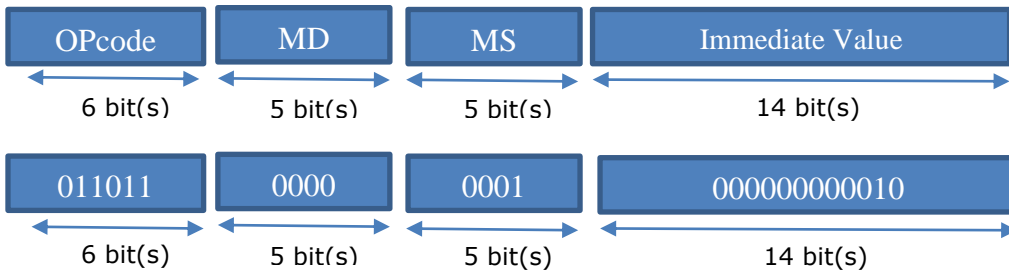 OPcode MD MS Immediate Value
6 bit(s) 5 bit(s) 5 bit(s) 14 bit(s)
011011 0000 0001 000000000010
6 bit(s) 5 bit(s) 5 bit(s) 14 bit(s)